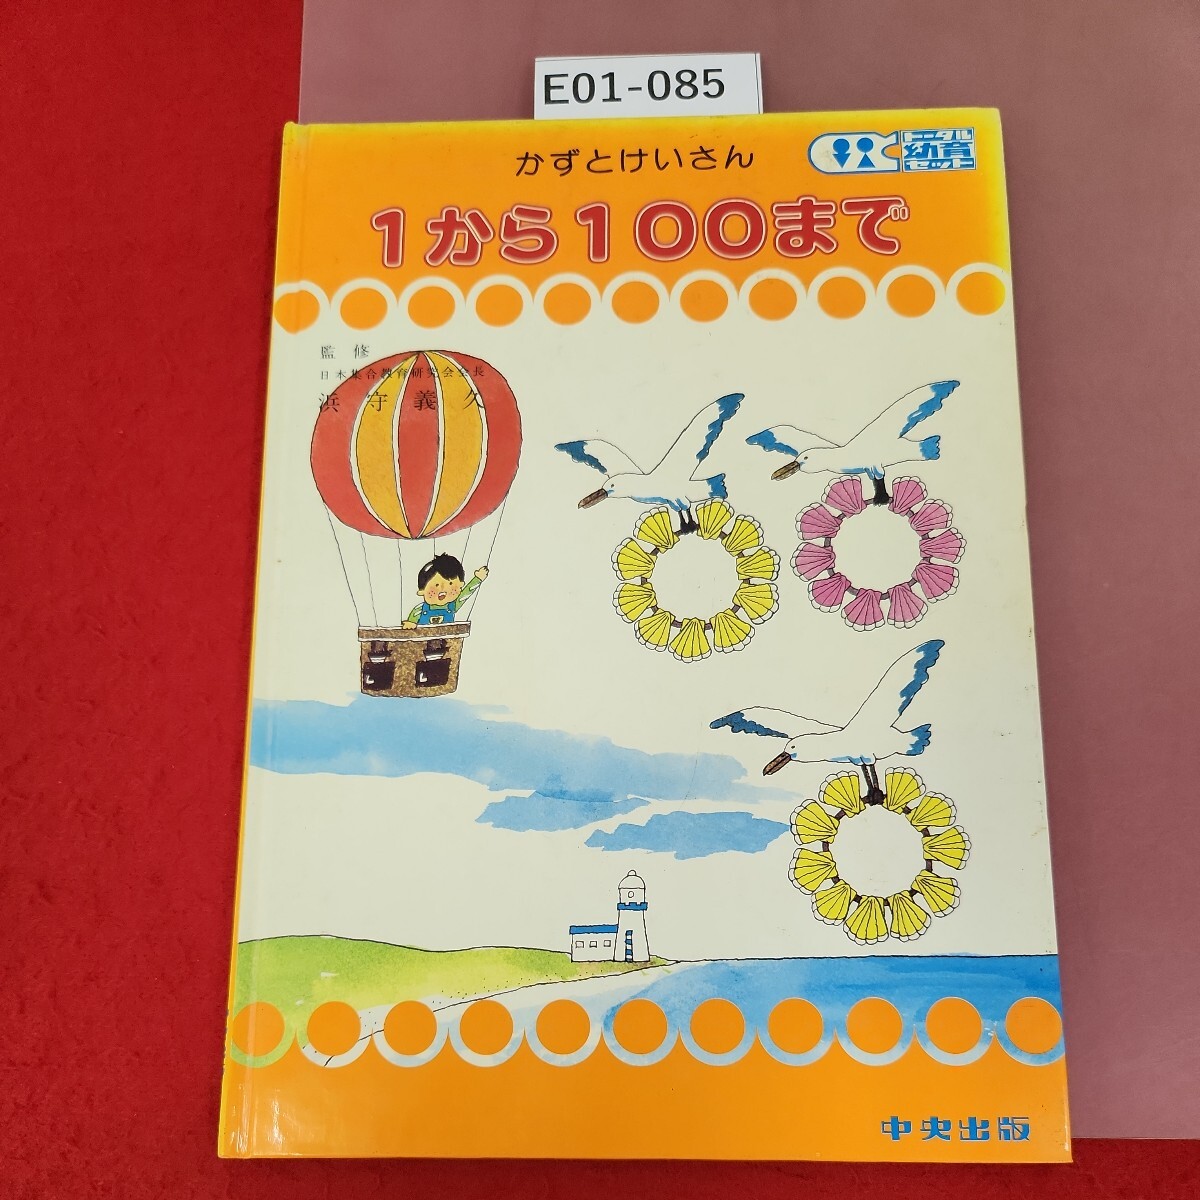 E01-085
かずとけいさん
トータル
幼育
セット
1から100まで
監修
日本集合教育研究会会長
浜守義久
中央出版